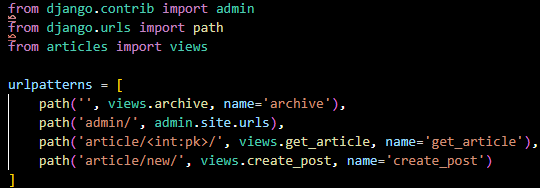 from django.contrib import admin
from django.urls import path
from articles import views

urlpatterns = [
    path('', views.archive, name='archive'),
    path('admin/', admin.site.urls),
    path('article/<int:pk>/', views.get_article, name='get_article'),
    path('article/new/', views.create_post, name='create_post')
]